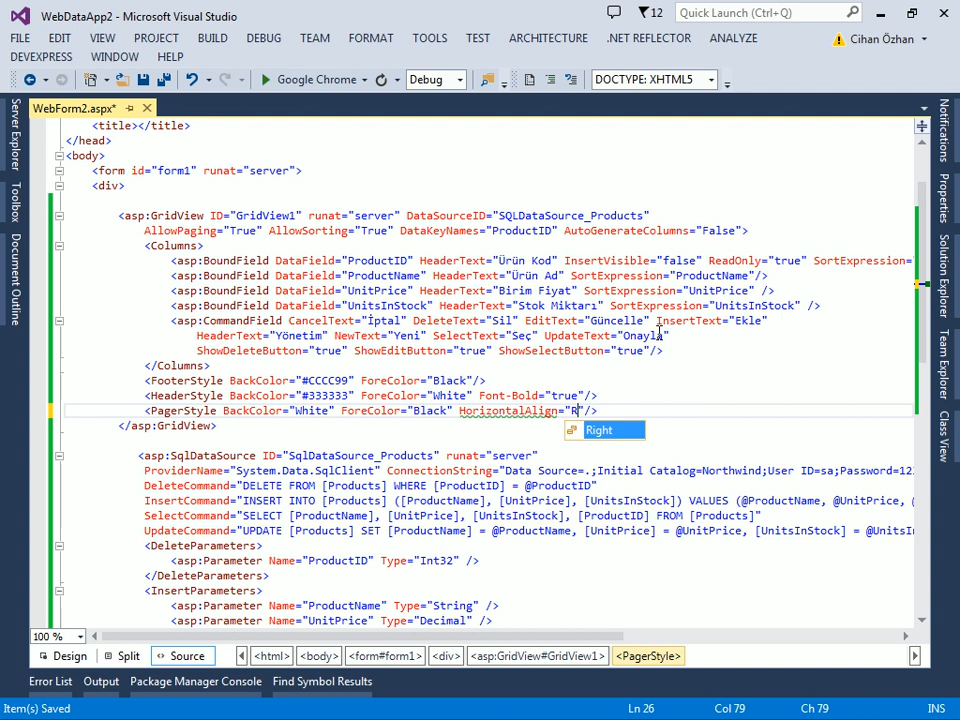 WebDataApp2 - Microsoft Visual Studio
12
Quick Launch (Ctrl+Q)
FILE EDIT VIEW PROJECT BUILD DEBUG TEAM FORMAT TOOLS TEST ARCHITECTURE .NET REFLECTOR ANALYZE
Cihan Özhan
DEVEXPRESS WINDOW HELP
Google Chrome
Debug
DOCTYPE: XHTML5
WebForm2.aspx*
Server Explorer
Toolbox
Document Outline
<title></title>
</head>
<body>
<form id="form1" runat="server">
<div>
<asp:GridView ID="GridView1" runat="server" DataSourceID="SQLDataSource_Products"
AllowPaging="True" AllowSorting="True" DataKeyNames="ProductID" AutoGenerateColumns="False">
<Columns>
<asp:BoundField DataField="ProductID" HeaderText="Ürün Kod" InsertVisible="false" ReadOnly="true" SortExpression=
<asp:BoundField DataField="ProductName" HeaderText="Ürün Ad" SortExpression="ProductName"/>
<asp:BoundField DataField="UnitPrice" HeaderText="Birim Fiyat" SortExpression="UnitPrice" />
<asp:BoundField DataField="UnitsInStock" HeaderText="Stok Miktarı" SortExpression="UnitsInStock" />
<asp:CommandField CancelText="İptal" DeleteText="Sil" EditText="Güncelle" InsertText="Ekle"
HeaderText="Yönetim" NewText="Yeni" SelectText="Seç" UpdateText="Onayla"
ShowDeleteButton="true" ShowEditButton="true" ShowSelectButton="true"/>
</Columns>
<FooterStyle BackColor="#CCCC99" ForeColor="Black"/>
<HeaderStyle BackColor="#333333" ForeColor="White" Font-Bold="true"/>
<PagerStyle BackColor="White" ForeColor="Black" HorizontalAlign="R"/>
</asp:GridView>
Right
<asp:SqlDataSource ID="SqlDataSource_Products" runat="server"
ProviderName="System.Data.SqlClient" ConnectionString="Data Source=.;Initial Catalog=Northwind;User ID=sa;Password=12
DeleteCommand="DELETE FROM [Products] WHERE [ProductID] = @ProductID"
InsertCommand="INSERT INTO [Products] ([ProductName], [UnitPrice], [UnitsInStock]) VALUES (@ProductName, @UnitPrice, @
SelectCommand="SELECT [ProductName], [UnitPrice], [UnitsInStock], [ProductID] FROM [Products]"
UpdateCommand="UPDATE [Products] SET [ProductName] = @ProductName, [UnitPrice] = @UnitPrice, [UnitsInStock] = @Un
<DeleteParameters>
<asp:Parameter Name="ProductID" Type="Int32" />
</DeleteParameters>
<InsertParameters>
<asp:Parameter Name="ProductName" Type="String" />
<asp:Parameter Name="UnitPrice" Type="Decimal" />
Notifications
Properties
Solution Explorer
Team Explorer
Class View
100 %
Design Split Source <html> <body> <form#form1> <div> <asp:GridView#GridView1> <PagerStyle>
Error List Output Package Manager Console Find Symbol Results
Item(s) Saved Ln 26 Col 79 Ch 79 INS